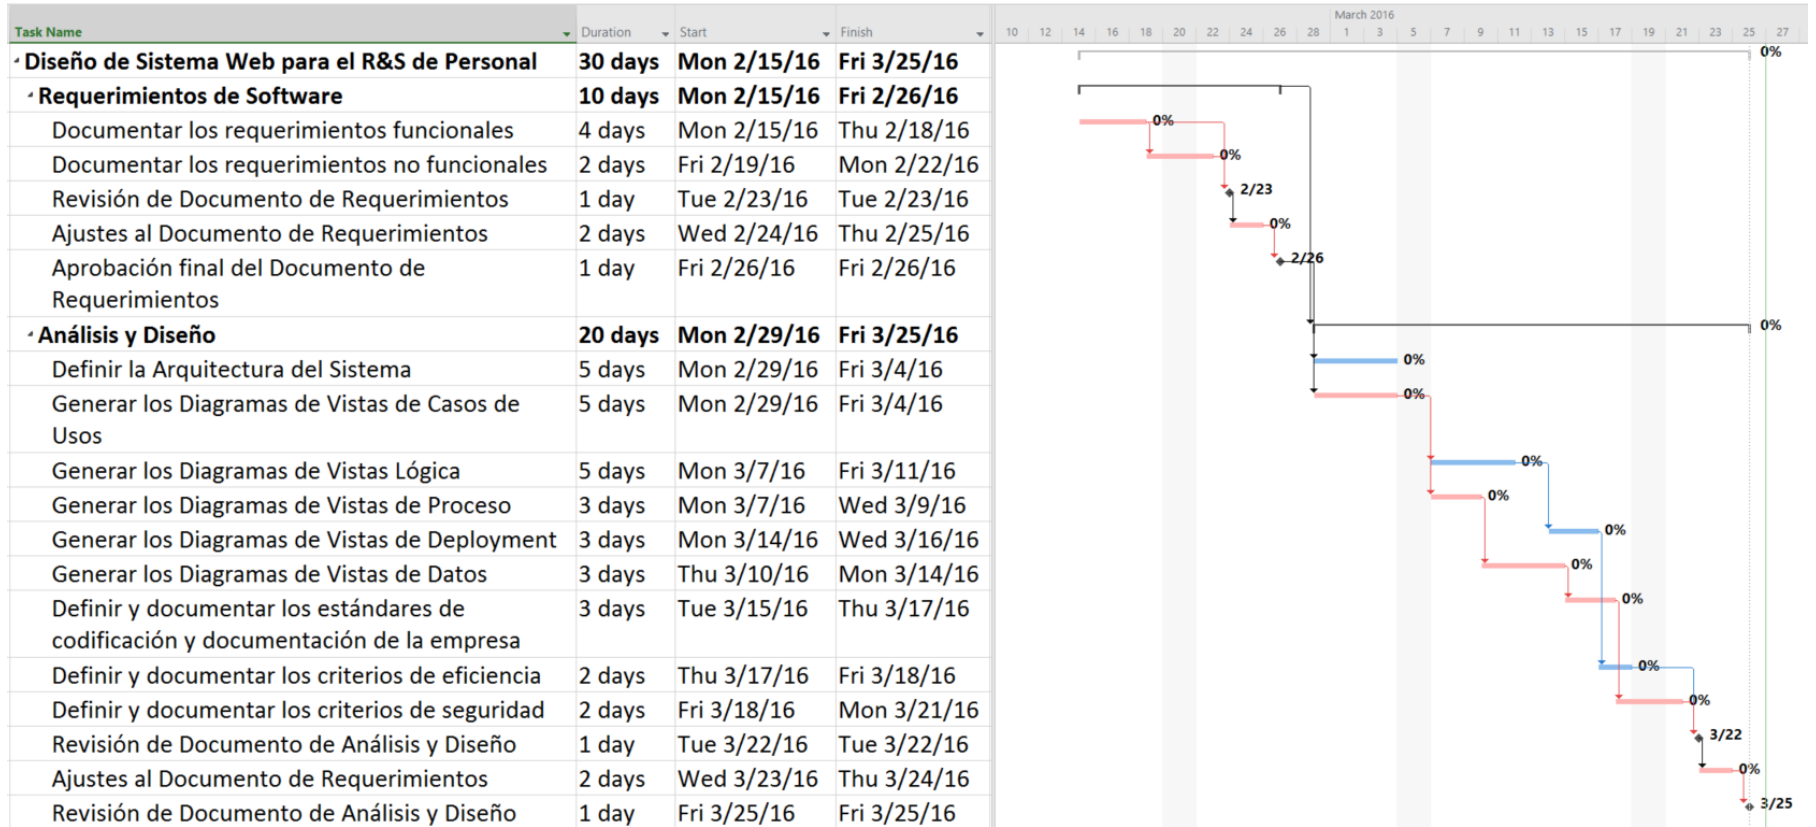 March 2016
Task Name Duration Start Finish 10 12 14 16 18 20 22 24 26 28 1 3 5 7 9 11 13 15 17 19 21 23 25 27
Diseño de Sistema Web para el R&S de Personal 30 days Mon 2/15/16 Fri 3/25/16 0%
Requerimientos de Software 10 days Mon 2/15/16 Fri 2/26/16
Documentar los requerimientos funcionales 4 days Mon 2/15/16 Thu 2/18/16 0%
Documentar los requerimientos no funcionales 2 days Fri 2/19/16 Mon 2/22/16 0%
Revisión de Documento de Requerimientos 1 day Tue 2/23/16 Tue 2/23/16 2/23
Ajustes al Documento de Requerimientos 2 days Wed 2/24/16 Thu 2/25/16 0%
Aprobación final del Documento de 1 day Fri 2/26/16 Fri 2/26/16 2/26
Requerimientos
Análisis y Diseño 20 days Mon 2/29/16 Fri 3/25/16 0%
Definir la Arquitectura del Sistema 5 days Mon 2/29/16 Fri 3/4/16 0%
Generar los Diagramas de Vistas de Casos de 5 days Mon 2/29/16 Fri 3/4/16 0%
Usos
Generar los Diagramas de Vistas Lógica 5 days Mon 3/7/16 Fri 3/11/16 0%
Generar los Diagramas de Vistas de Proceso 3 days Mon 3/7/16 Wed 3/9/16 0%
Generar los Diagramas de Vistas de Deployment 3 days Mon 3/14/16 Wed 3/16/16 0%
Generar los Diagramas de Vistas de Datos 3 days Thu 3/10/16 Mon 3/14/16 0%
Definir y documentar los estándares de 3 days Tue 3/15/16 Thu 3/17/16 0%
codificación y documentación de la empresa
Definir y documentar los criterios de eficiencia 2 days Thu 3/17/16 Fri 3/18/16 0%
Definir y documentar los criterios de seguridad 2 days Fri 3/18/16 Mon 3/21/16 0%
Revisión de Documento de Análisis y Diseño 1 day Tue 3/22/16 Tue 3/22/16 3/22
Ajustes al Documento de Requerimientos 2 days Wed 3/23/16 Thu 3/24/16 0%
Revisión de Documento de Análisis y Diseño 1 day Fri 3/25/16 Fri 3/25/16 3/25